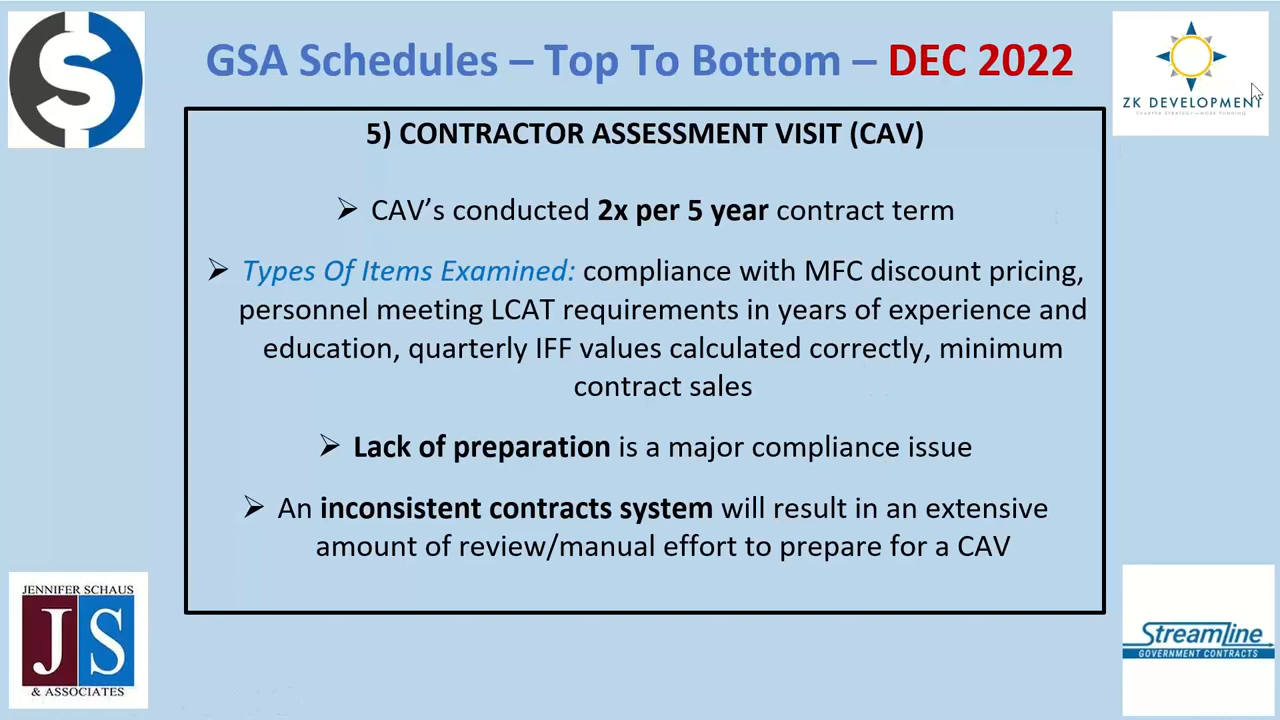 GSA Schedules – Top To Bottom – DEC 2022
ZK DEVELOPMENT
5) CONTRACTOR ASSESSMENT VISIT (CAV)
➢ CAV’s conducted 2x per 5 year contract term
➢ Types Of Items Examined: compliance with MFC discount pricing,
personnel meeting LCAT requirements in years of experience and
education, quarterly IFF values calculated correctly, minimum
contract sales
➢ Lack of preparation is a major compliance issue
➢ An inconsistent contracts system will result in an extensive
amount of review/manual effort to prepare for a CAV
JENNIFER SCHAUS
JS
& ASSOCIATES
Streamline
GOVERNMENT CONTRACTS